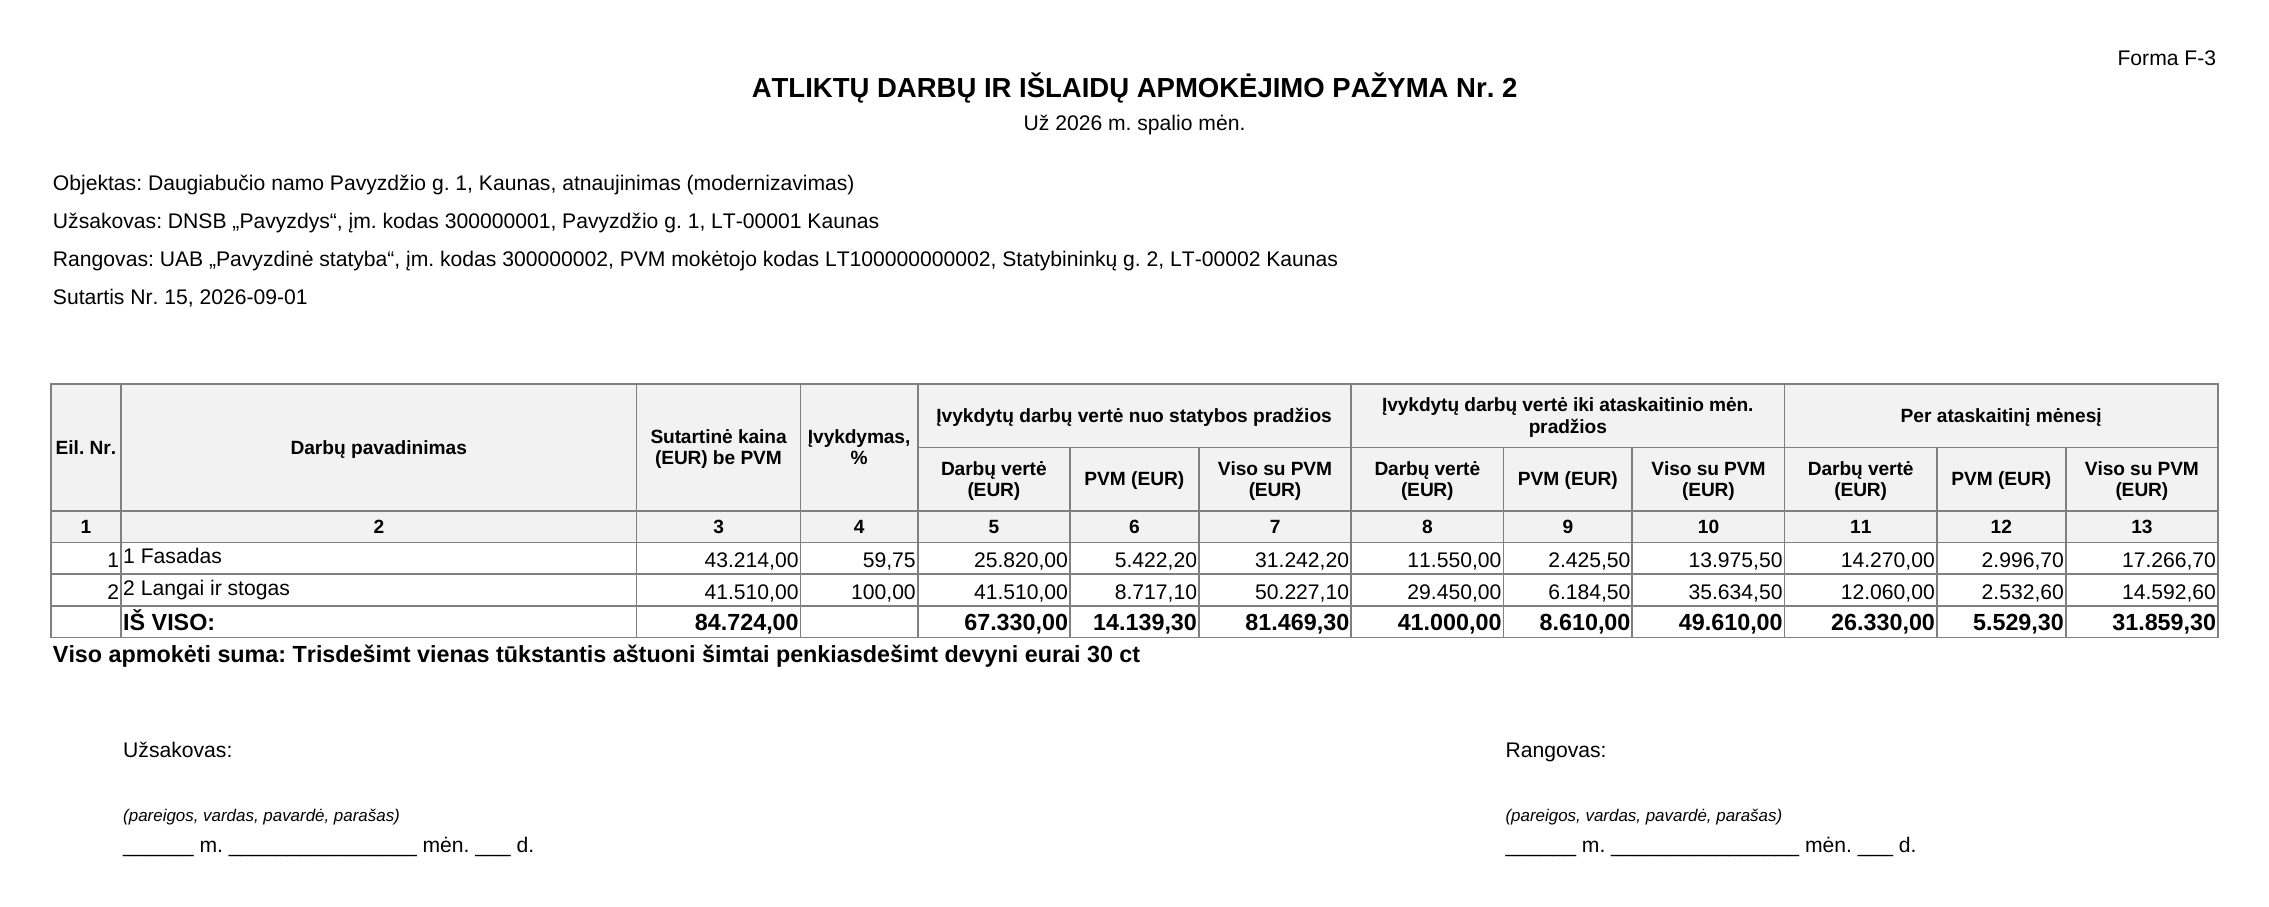 Forma F-3
ATLIKTŲ DARBŲ IR IŠLAIDŲ APMOKĖJIMO PAŽYMA Nr. 2
Už 2026 m. spalio mėn.
Objektas: Daugiabučio namo Pavyzdžio g. 1, Kaunas, atnaujinimas (modernizavimas)
Užsakovas: DNSB „Pavyzdys“, įm. kodas 300000001, Pavyzdžio g. 1, LT-00001 Kaunas
Rangovas: UAB „Pavyzdinė statyba“, įm. kodas 300000002, PVM mokėtojo kodas LT100000000002, Statybininkų g. 2, LT-00002 Kaunas
Sutartis Nr. 15, 2026-09-01
Eil. Nr. Darbų pavadinimas Sutartinė kaina (EUR) be PVM Įvykdymas, % Įvykdytų darbų vertė nuo statybos pradžios Įvykdytų darbų vertė iki ataskaitinio mėn. pradžios Per ataskaitinį mėnesį
Darbų vertė (EUR) PVM (EUR) Viso su PVM (EUR) Darbų vertė (EUR) PVM (EUR) Viso su PVM (EUR) Darbų vertė (EUR) PVM (EUR) Viso su PVM (EUR)
1 2 3 4 5 6 7 8 9 10 11 12 13
1 1 Fasadas 43.214,00 59,75 25.820,00 5.422,20 31.242,20 11.550,00 2.425,50 13.975,50 14.270,00 2.996,70 17.266,70
2 2 Langai ir stogas 41.510,00 100,00 41.510,00 8.717,10 50.227,10 29.450,00 6.184,50 35.634,50 12.060,00 2.532,60 14.592,60
IŠ VISO: 84.724,00 67.330,00 14.139,30 81.469,30 41.000,00 8.610,00 49.610,00 26.330,00 5.529,30 31.859,30
Viso apmokėti suma: Trisdešimt vienas tūkstantis aštuoni šimtai penkiasdešimt devyni eurai 30 ct
Užsakovas: Rangovas:
(pareigos, vardas, pavardė, parašas) (pareigos, vardas, pavardė, parašas)
______ m. ________________ mėn. ___ d. ______ m. ________________ mėn. ___ d.